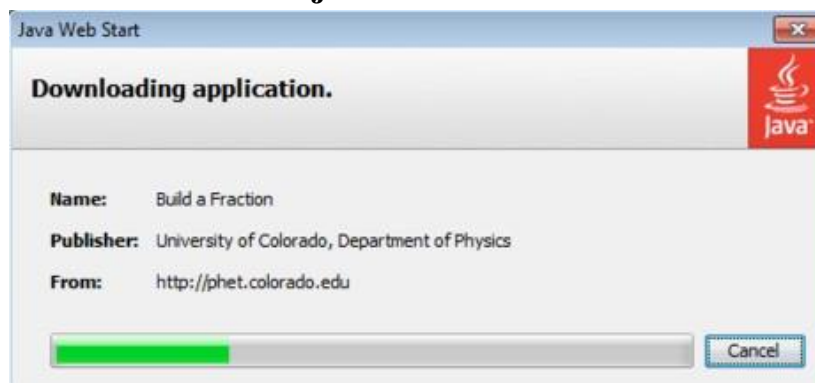 Java Web Start
Downloading application.
Java
Name: Build a Fraction
Publisher: University of Colorado, Department of Physics
From: http://phet.colorado.edu
Cancel